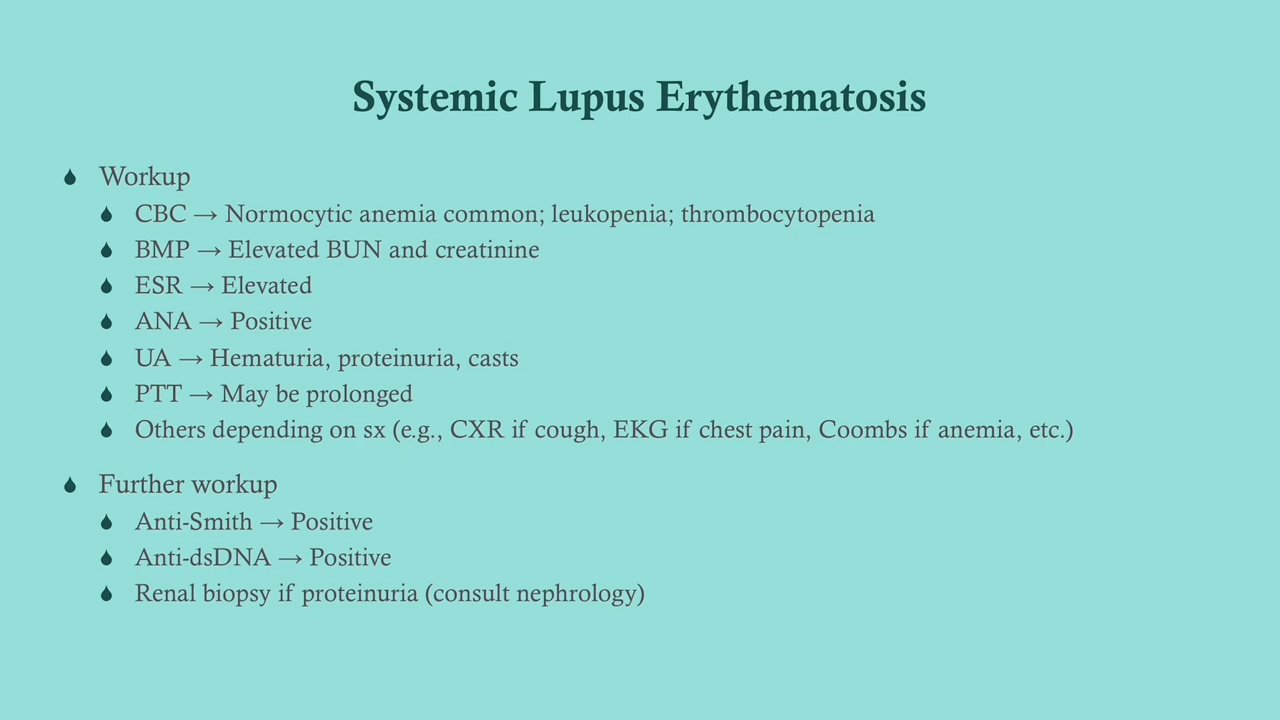 Systemic Lupus Erythematosis
Workup
CBC → Normocytic anemia common; leukopenia; thrombocytopenia
BMP → Elevated BUN and creatinine
ESR → Elevated
ANA → Positive
UA → Hematuria, proteinuria, casts
PTT → May be prolonged
Others depending on sx (e.g., CXR if cough, EKG if chest pain, Coombs if anemia, etc.)
Further workup
Anti-Smith → Positive
Anti-dsDNA → Positive
Renal biopsy if proteinuria (consult nephrology)